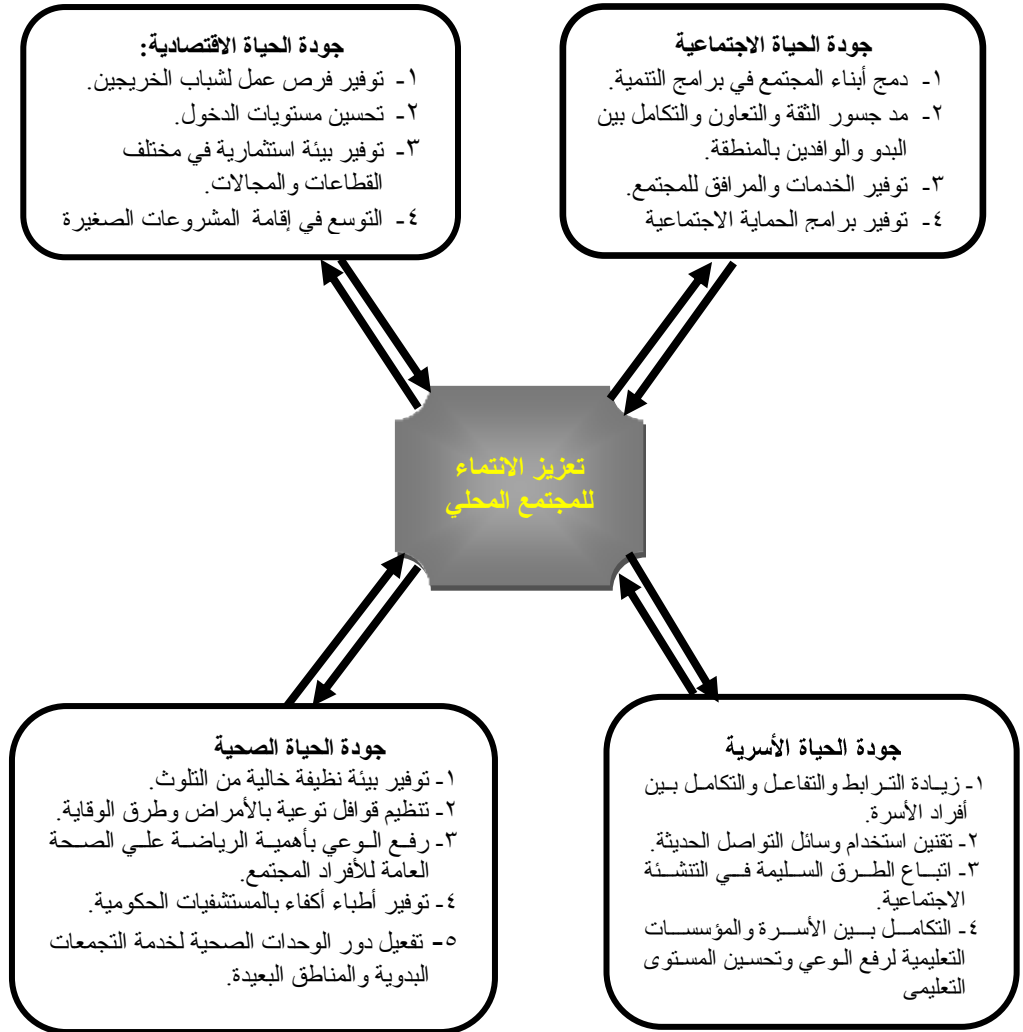 جودة الحياة الاجتماعية
١- دمج أبناء المجتمع في برامج التنمية.
٢- مد جسور الثقة والتعاون والتكامل بين
البدو والوافدين بالمنطقة.
٣- توفير الخدمات والمرافق للمجتمع.
٤- توفير برامج الحماية الاجتماعية
جودة الحياة الاقتصادية:
١- توفير فرص عمل لشباب الخريجين.
٢- تحسين مستويات الدخول.
٣- توفير بيئة استثمارية في مختلف
القطاعات والمجالات.
٤- التوسع في إقامة المشروعات الصغيرة
تعزيز الانتماء
للمجتمع المحلي
جودة الحياة الأسرية
١- زيادة الترابط والتفاعل والتكامل بين
أفراد الأسرة.
٢- تقنين استخدام وسائل التواصل الحديثة.
٣- اتباع الطرق السليمة في التنشئة
الاجتماعية.
٤- التكامل بين الأسرة والمؤسسات
التعليمية لرفع الوعي وتحسين المستوى
التعليمى
جودة الحياة الصحية
١- توفير بيئة نظيفة خالية من التلوث.
٢- تنظيم قوافل توعية بالأمراض وطرق الوقاية.
٣- رفع الوعي بأهمية الرياضة علي الصحة
العامة للأفراد المجتمع.
٤- توفير أطباء أكفاء بالمستشفيات الحكومية.
٥- تفعيل دور الوحدات الصحية لخدمة التجمعات
البدوية والمناطق البعيدة.